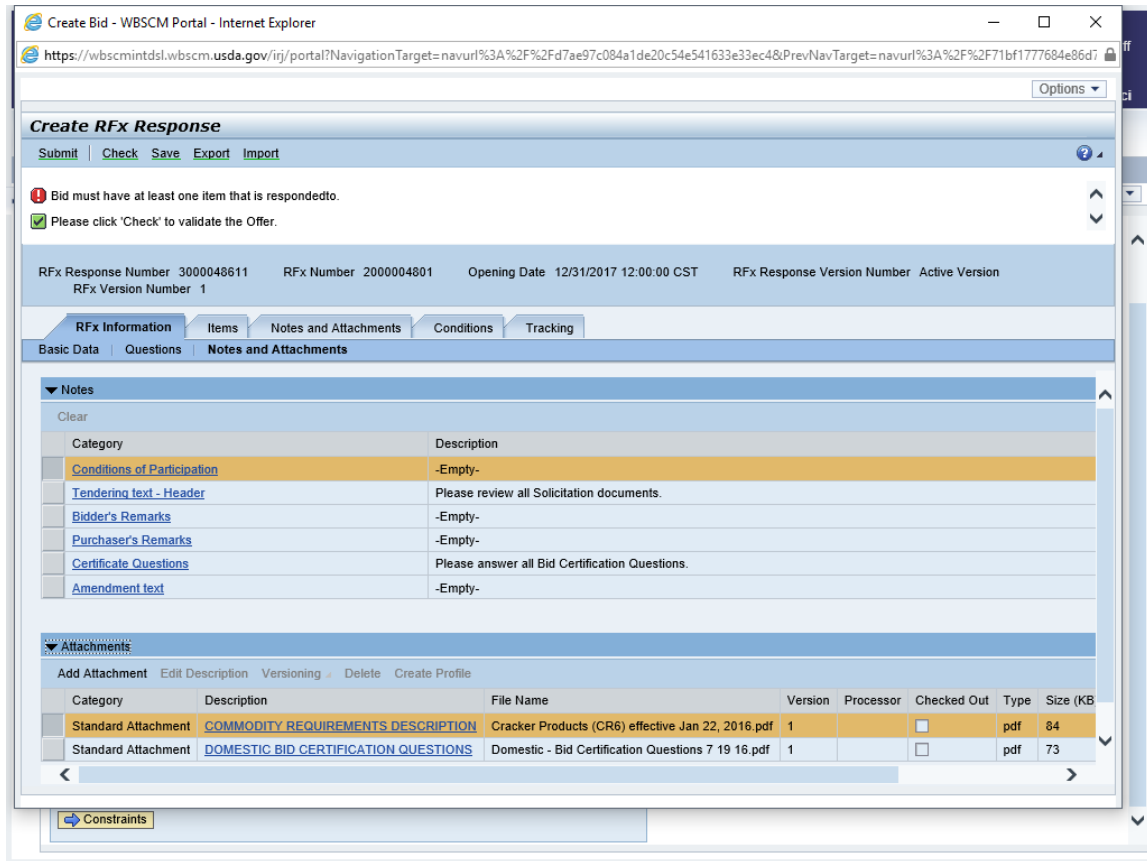 Create Bid - WBSCM Portal - Internet Explorer
https://wbscmintdsl.wbscm.usda.gov/irj/portal?NavigationTarget=navurl%3A%2F%2Fd7ae97c084a1de20c54e541633e33ec4&PrevNavTarget=navurl%3A%2F%2F71bf1777684e86d7
ff
Options
ci
Create RFx Response
Submit Check Save Export Import
Bid must have at least one item that is respondedto.
Please click 'Check' to validate the Offer.
RFx Response Number 3000048611 RFx Number 2000004801 Opening Date 12/31/2017 12:00:00 CST RFx Response Version Number Active Version
RFx Version Number 1
RFx Information Items Notes and Attachments Conditions Tracking
Basic Data Questions Notes and Attachments
Notes
Clear
Category Description
Conditions of Participation -Empty-
Tendering text - Header Please review all Solicitation documents.
Bidder's Remarks -Empty-
Purchaser's Remarks -Empty-
Certificate Questions Please answer all Bid Certification Questions.
Amendment text -Empty-
Attachments
Add Attachment Edit Description Versioning Delete Create Profile
Category Description File Name Version Processor Checked Out Type Size (KB
Standard Attachment COMMODITY REQUIREMENTS DESCRIPTION Cracker Products (CR6) effective Jan 22, 2016.pdf 1 pdf 84
Standard Attachment DOMESTIC BID CERTIFICATION QUESTIONS Domestic - Bid Certification Questions 7 19 16.pdf 1 pdf 73
Constraints